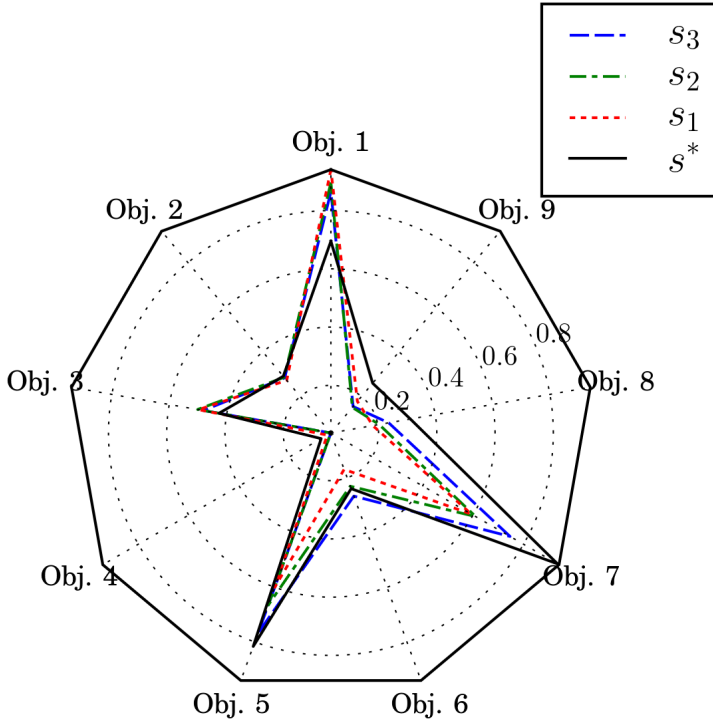 s3
s2
s1
s*
Obj. 1
Obj. 2
Obj. 9
0.8
0.6
Obj. 3
0.4
Obj. 8
0.2
Obj. 4
Obj. 7
Obj. 5
Obj. 6